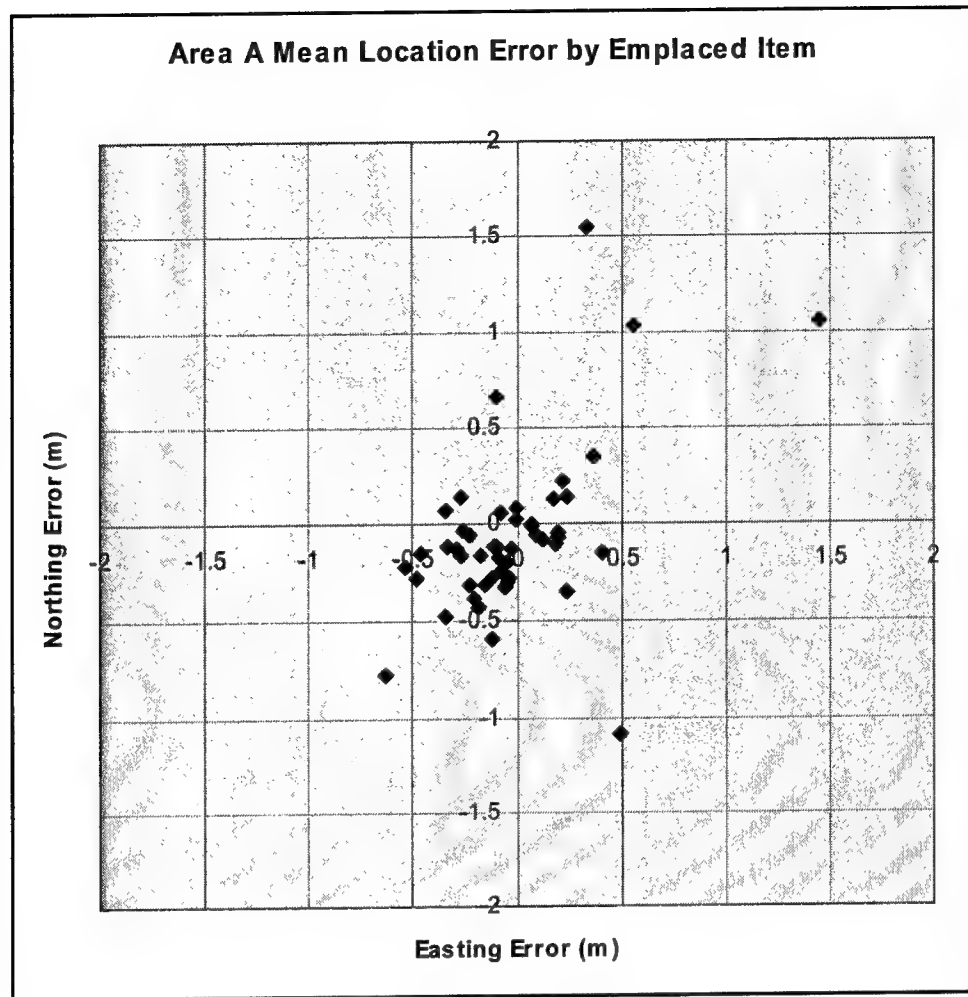 Area A Mean Location Error by Emplaced Item
2
1.5
1
0.5
0
-2 -1.5 -1 -0.5 0 0.5 1 1.5 2
-0.5
-1
-1.5
-2
Northing Error (m)
Easting Error (m)